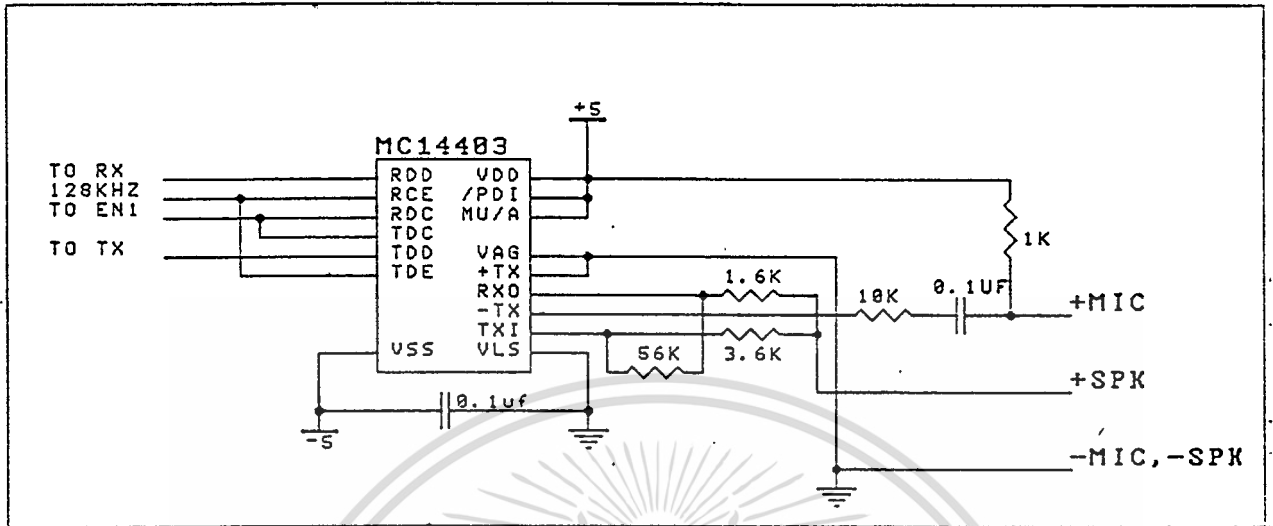 +5
MC14403
TO RX
128KHZ
TO EN1
TO TX
RDD VDD
RCE /PDI
RDC MU/A
TDC
TDD VAG
TDE +TX
RXO
-TX
TXI
VSS VLS
1K
1.6K
10K
0.1UF
+MIC
56K
3.6K
+SPK
0.1uf
-5
-MIC,-SPK